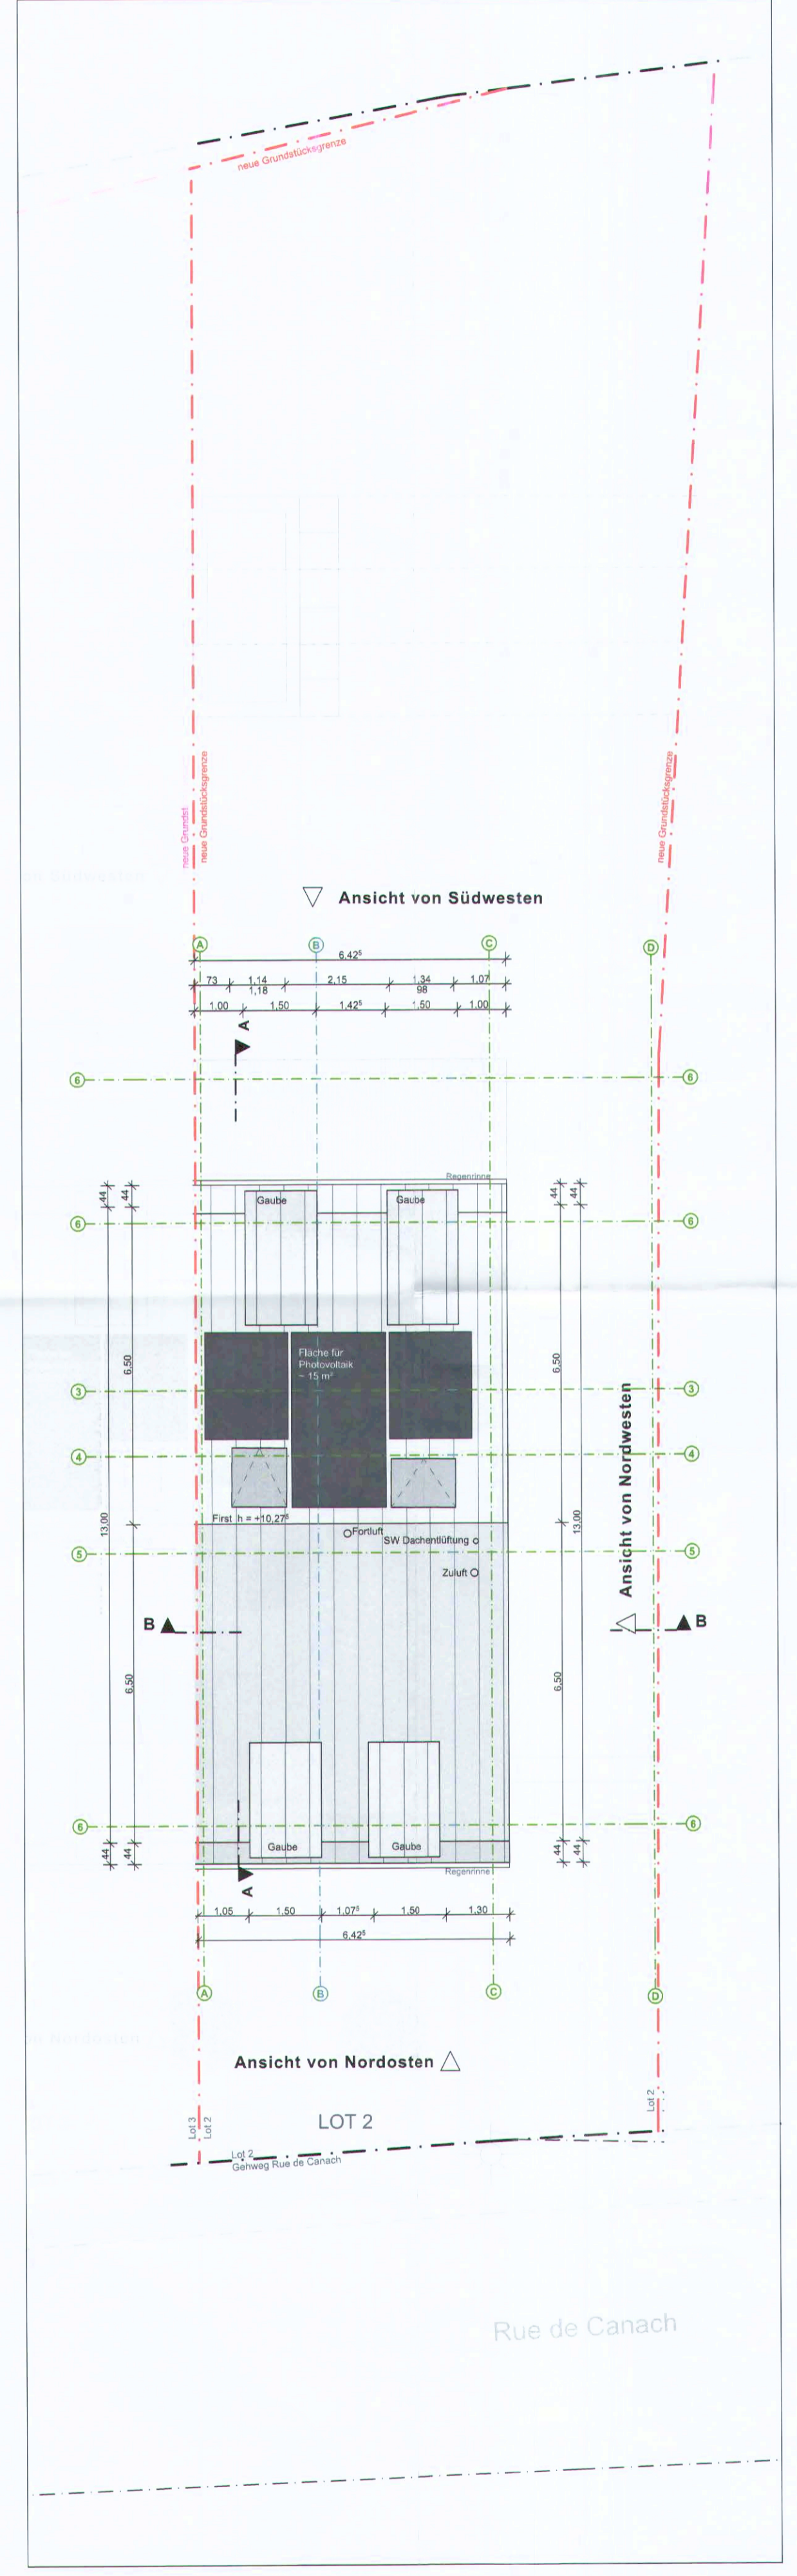 neue Grundstücksgrenze
neue Grundst.
neue Grundstücksgrenze
neue Grundstücksgrenze
Ansicht von Südwesten
A
B
C
D
6.42⁵
73
1.14
2.15
1.34
1.07
1.18
98
1.00
1.50
1.42⁵
1.50
1.00
A
6
6
Regenrinne
44
44
44
44
Gaube
Gaube
6
6
Fläche für
Photovoltaik
~ 15 m²
6.50
6.50
3
3
Ansicht von Nordwesten
4
4
13.00
13.00
First h = +10,27⁵
Fortluft
SW Dachentlüftung
5
5
Zuluft
B
B
6.50
6.50
6
6
Gaube
Gaube
44
44
44
44
Regenrinne
A
1.05
1.50
1.07⁵
1.50
1.30
6.42⁵
A
B
C
D
Ansicht von Nordosten
Lot 3
Lot 2
LOT 2
Lot 2
Lot 2
Gehweg Rue de Canach
Rue de Canach